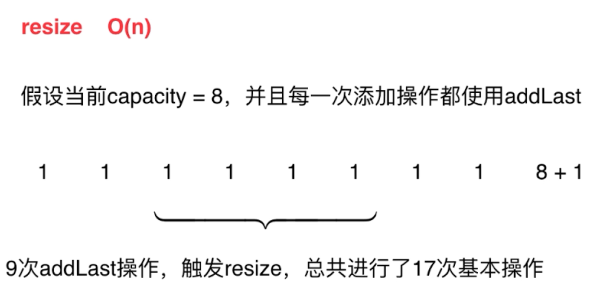 resize O(n)
假设当前capacity = 8，并且每一次添加操作都使用addLast
1 1 1 1 1 1 1 1 8 + 1
9次addLast操作，触发resize，总共进行了17次基本操作